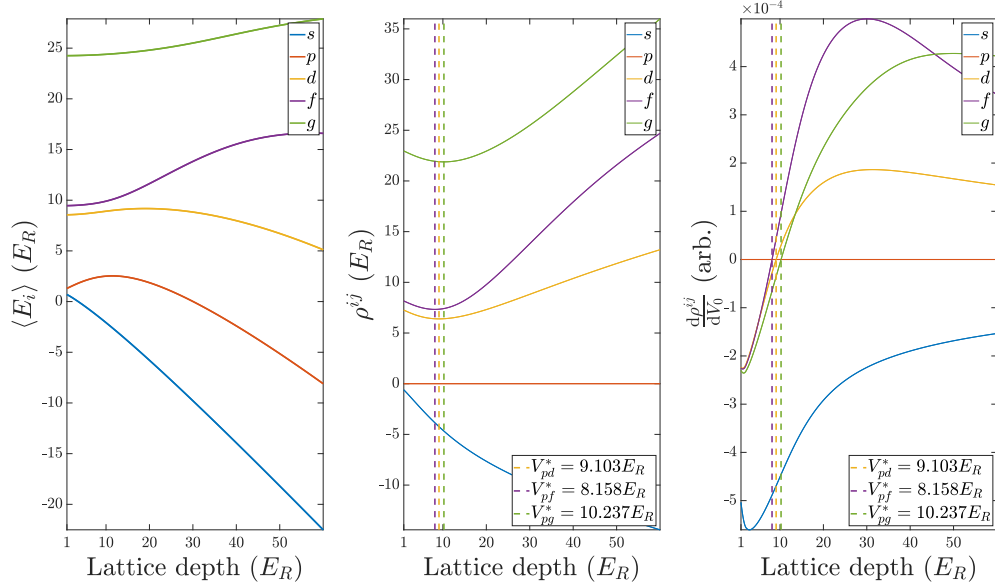 ⟨E_i⟩ (E_R)
25
20
15
10
5
0
-5
-10
-15
-20
1 10 20 30 40 50
Lattice depth (E_R)
s
p
d
f
g
ρ^{ij} (E_R)
35
30
25
20
15
10
5
0
-5
-10
1 10 20 30 40 50
Lattice depth (E_R)
s
p
d
f
g
V*_{pd} = 9.103E_R
V*_{pf} = 8.158E_R
V*_{pg} = 10.237E_R
×10^{-4}
dρ^{ij}/dV_0 (arb.)
4
3
2
1
0
-1
-2
-3
-4
-5
1 10 20 30 40 50
Lattice depth (E_R)
s
p
d
f
g
V*_{pd} = 9.103E_R
V*_{pf} = 8.158E_R
V*_{pg} = 10.237E_R